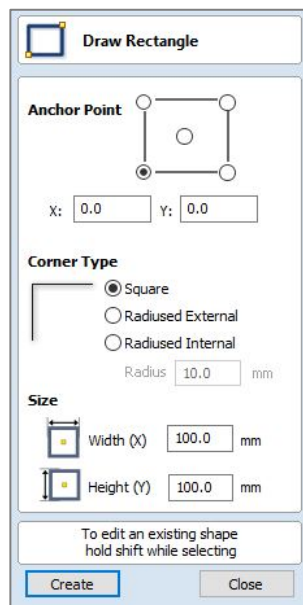 Draw Rectangle
Anchor Point
X: 0.0 Y: 0.0
Corner Type
Square
Radiused External
Radiused Internal
Radius 10.0 mm
Size
Width (X) 100.0 mm
Height (Y) 100.0 mm
To edit an existing shape
hold shift while selecting
Create Close